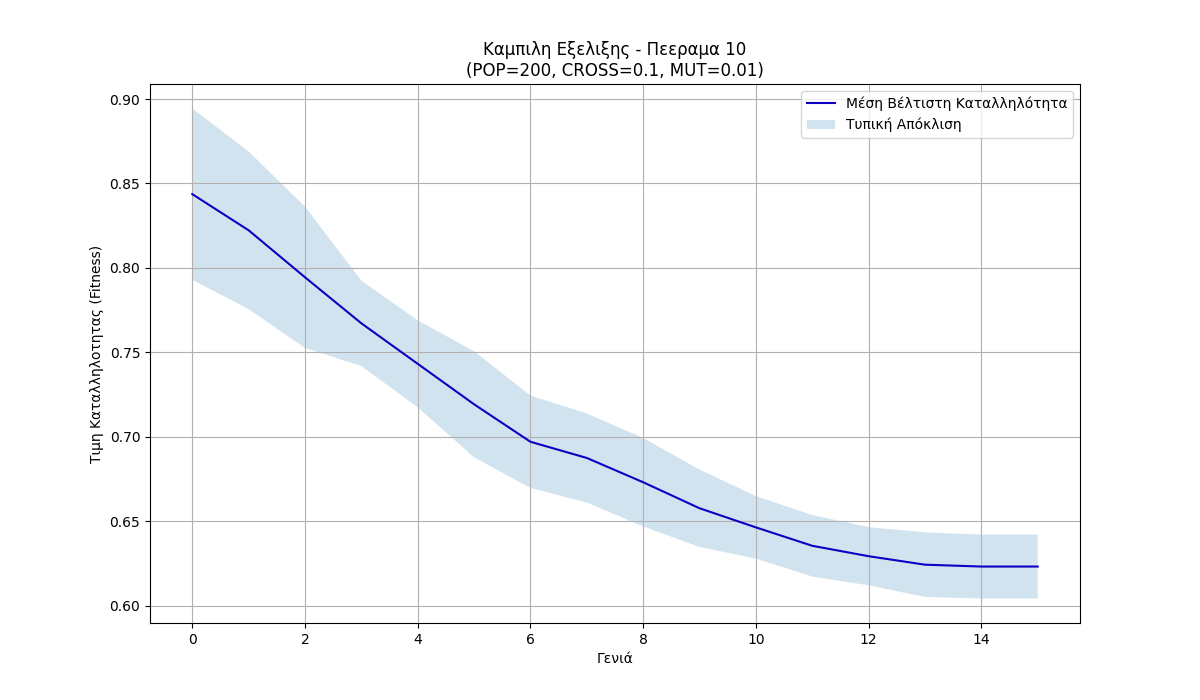 Καμπιλη Εξελιξης - Πεεραμα 10
(POP=200, CROSS=0.1, MUT=0.01)
Μέση Βέλτιστη Καταλληλότητα
Τυπική Απόκλιση
Τιμη Καταλληλοτητας (Fitness)
0.90
0.85
0.80
0.75
0.70
0.65
0.60
0 2 4 6 8 10 12 14
Γενιά